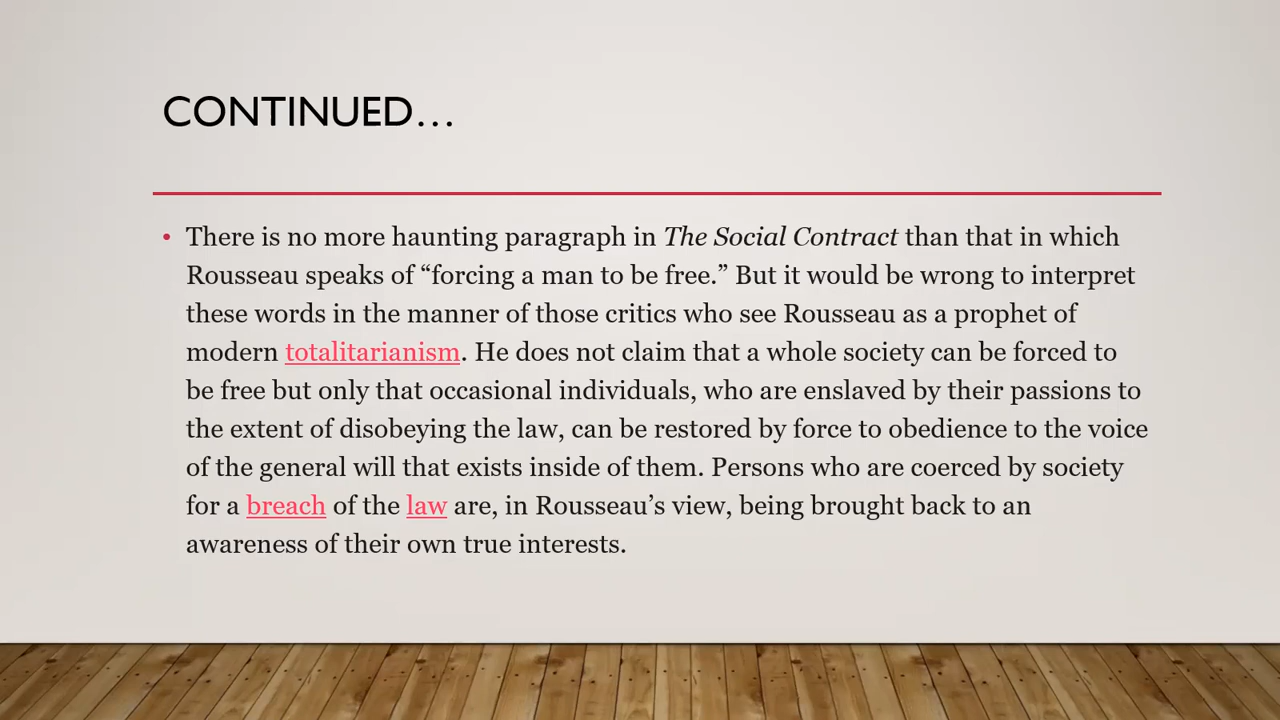 CONTINUED…
• There is no more haunting paragraph in The Social Contract than that in which
Rousseau speaks of “forcing a man to be free.” But it would be wrong to interpret
these words in the manner of those critics who see Rousseau as a prophet of
modern totalitarianism. He does not claim that a whole society can be forced to
be free but only that occasional individuals, who are enslaved by their passions to
the extent of disobeying the law, can be restored by force to obedience to the voice
of the general will that exists inside of them. Persons who are coerced by society
for a breach of the law are, in Rousseau’s view, being brought back to an
awareness of their own true interests.